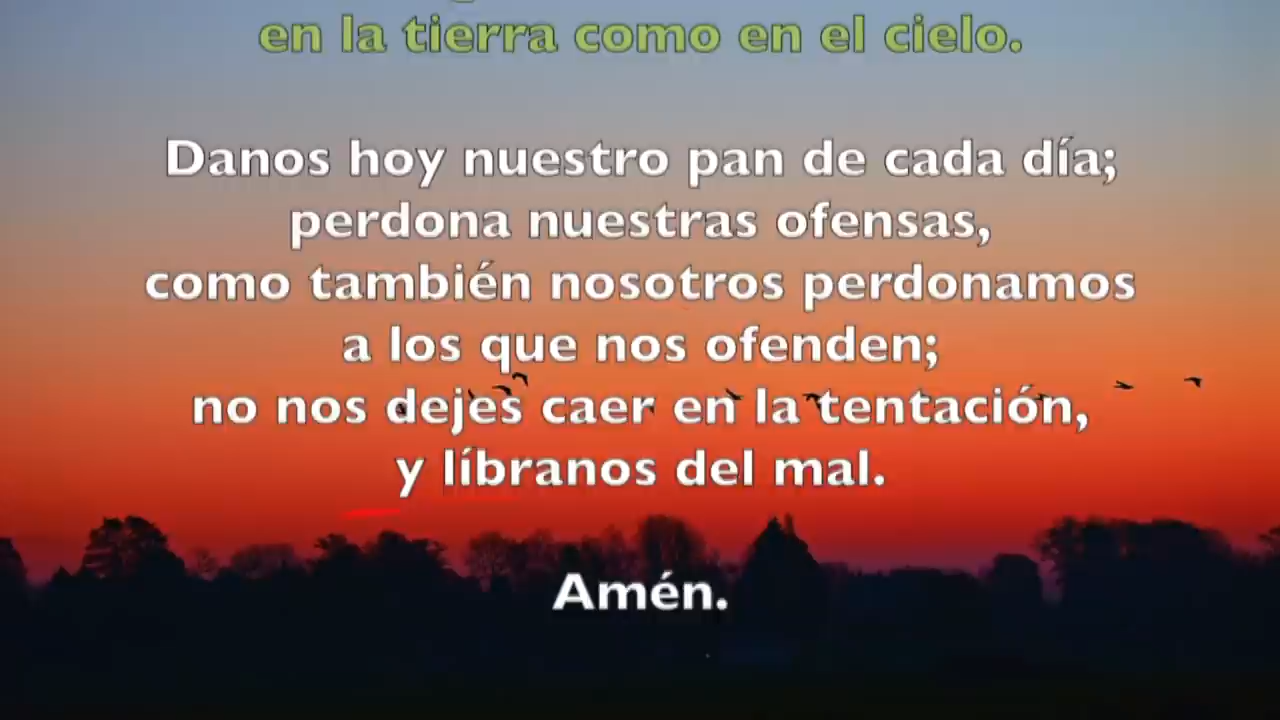 en la tierra como en el cielo.
Danos hoy nuestro pan de cada día;
perdona nuestras ofensas,
como también nosotros perdonamos
a los que nos ofenden;
no nos dejes caer en la tentación,
y líbranos del mal.
Amén.